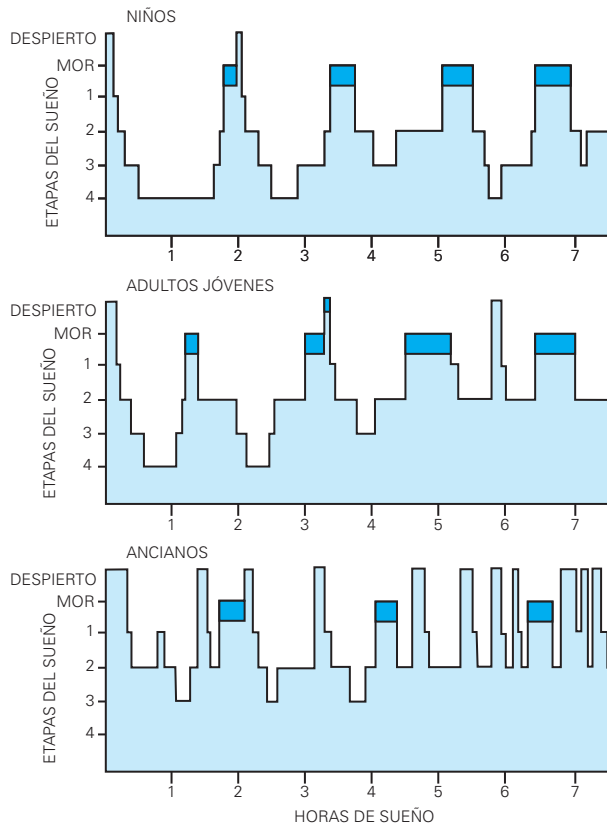 NIÑOS
DESPIERTO
MOR
1
2
3
4
ETAPAS DEL SUEÑO
1 2 3 4 5 6 7
ADULTOS JÓVENES
DESPIERTO
MOR
1
2
3
4
ETAPAS DEL SUEÑO
1 2 3 4 5 6 7
ANCIANOS
DESPIERTO
MOR
1
2
3
4
ETAPAS DEL SUEÑO
1 2 3 4 5 6 7
HORAS DE SUEÑO